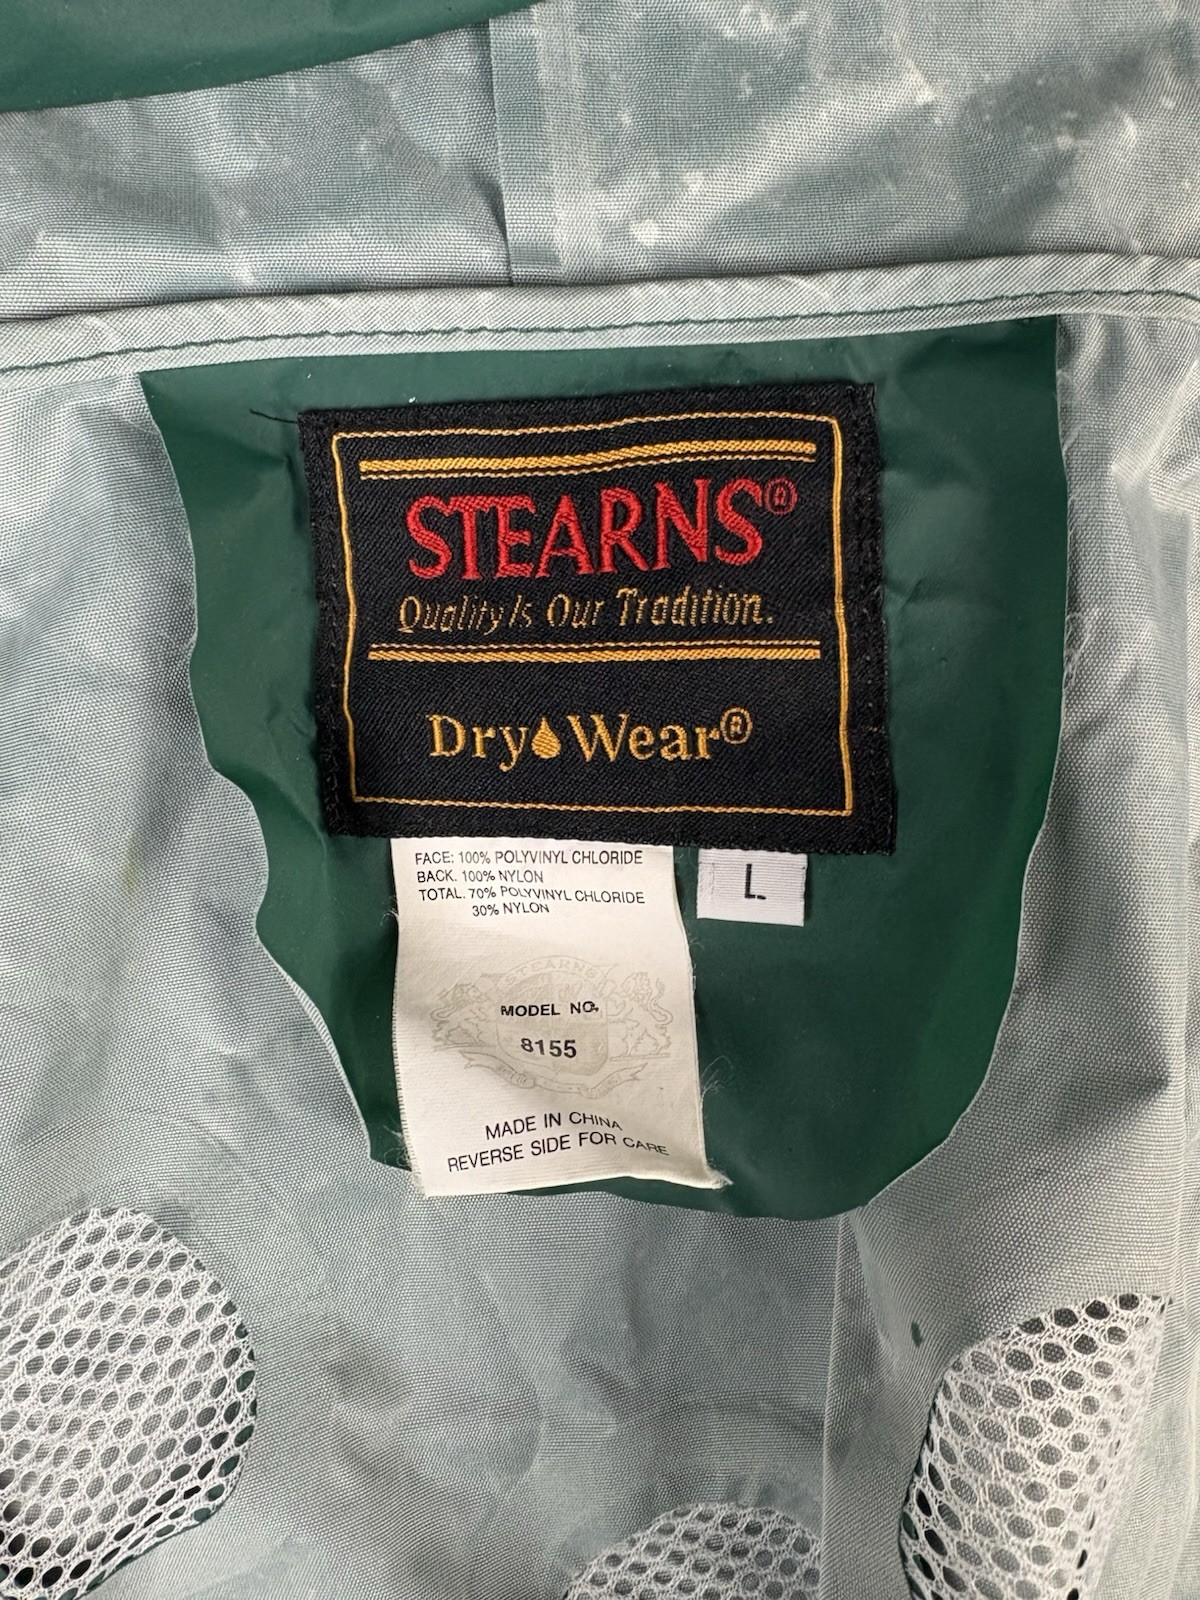 STEARNS®
Quality Is Our Tradition.
Dry Wear®
FACE: 100% POLYVINYL CHLORIDE
BACK. 100% NYLON
TOTAL. 70% POLYVINYL CHLORIDE
30% NYLON
L
STEARNS
MODEL NO.
8155
MADE IN CHINA
REVERSE SIDE FOR CARE